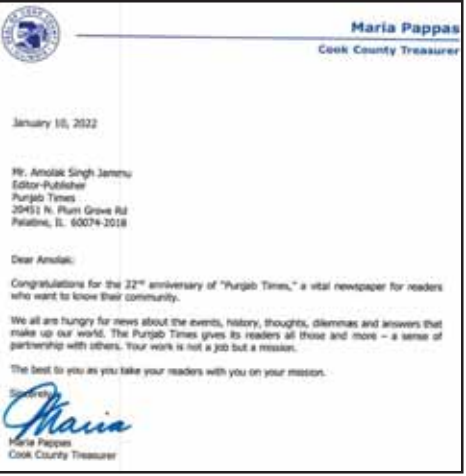 Maria Pappas
Cook County Treasurer
January 10, 2022
Mr. Amolak Singh Jammu
Editor-Publisher
Punjab Times
20451 N. Plum Grove Rd
Palatine, IL 60074-2018
Dear Amolak:
Congratulations for the 22nd anniversary of "Punjab Times," a vital newspaper for readers
who want to know their community.
We all are hungry for news about the events, history, thoughts, dilemmas and answers that
make up our world. The Punjab Times gives its readers all those and more – a sense of
partnership with others. Your work is not a job but a mission.
The best to you as you take your readers with you on your mission.
Sincerely,
Maria
Maria Pappas
Cook County Treasurer